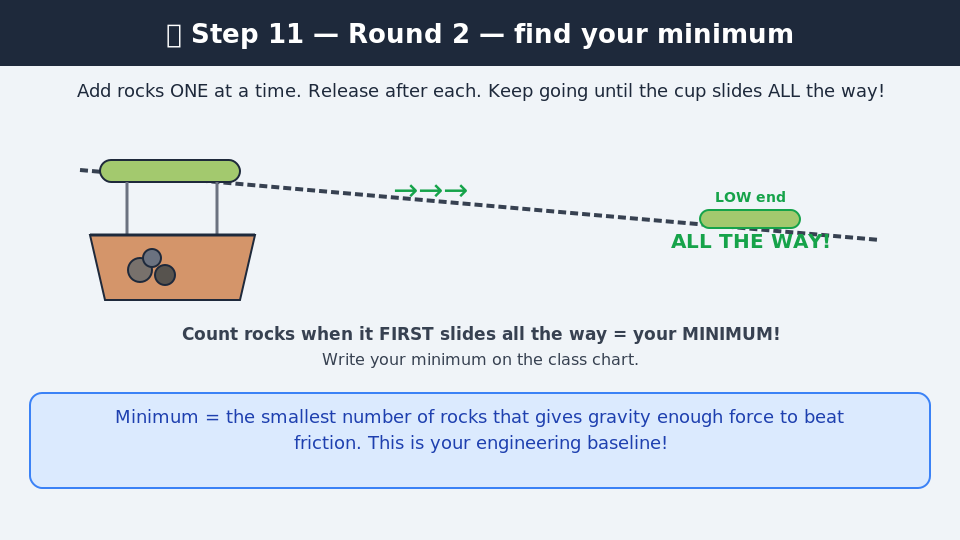 Step 11 — Round 2 — find your minimum
Add rocks ONE at a time. Release after each. Keep going until the cup slides ALL the way!
→→→
LOW end
ALL THE WAY!
Count rocks when it FIRST slides all the way = your MINIMUM!
Write your minimum on the class chart.
Minimum = the smallest number of rocks that gives gravity enough force to beat
friction. This is your engineering baseline!